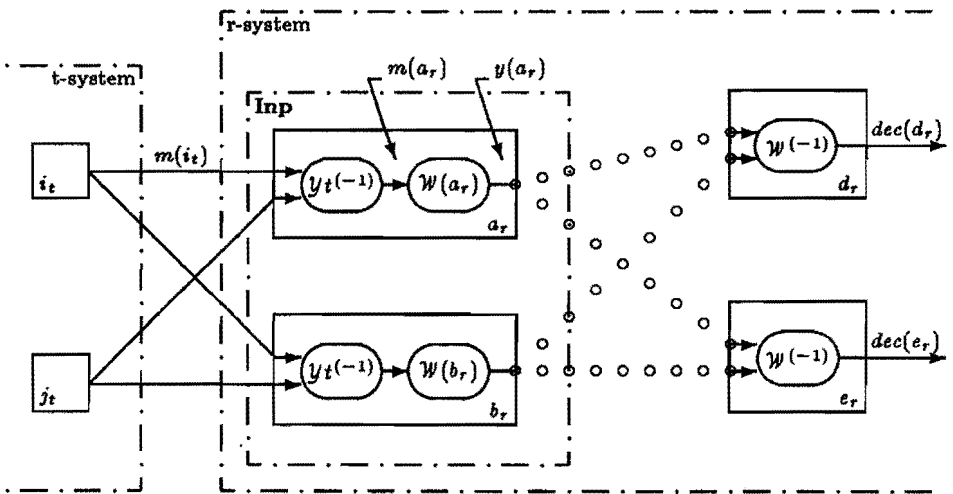 r-system
t-system
m(a_r)
y(a_r)
Inp
dec(d_r)
m(i_t)
𝒲^(−1)
i_t
yt^(−1)
𝒲(a_r)
d_r
a_r
dec(e_r)
𝒲^(−1)
yt^(−1)
𝒲(b_r)
j_t
b_r
e_r